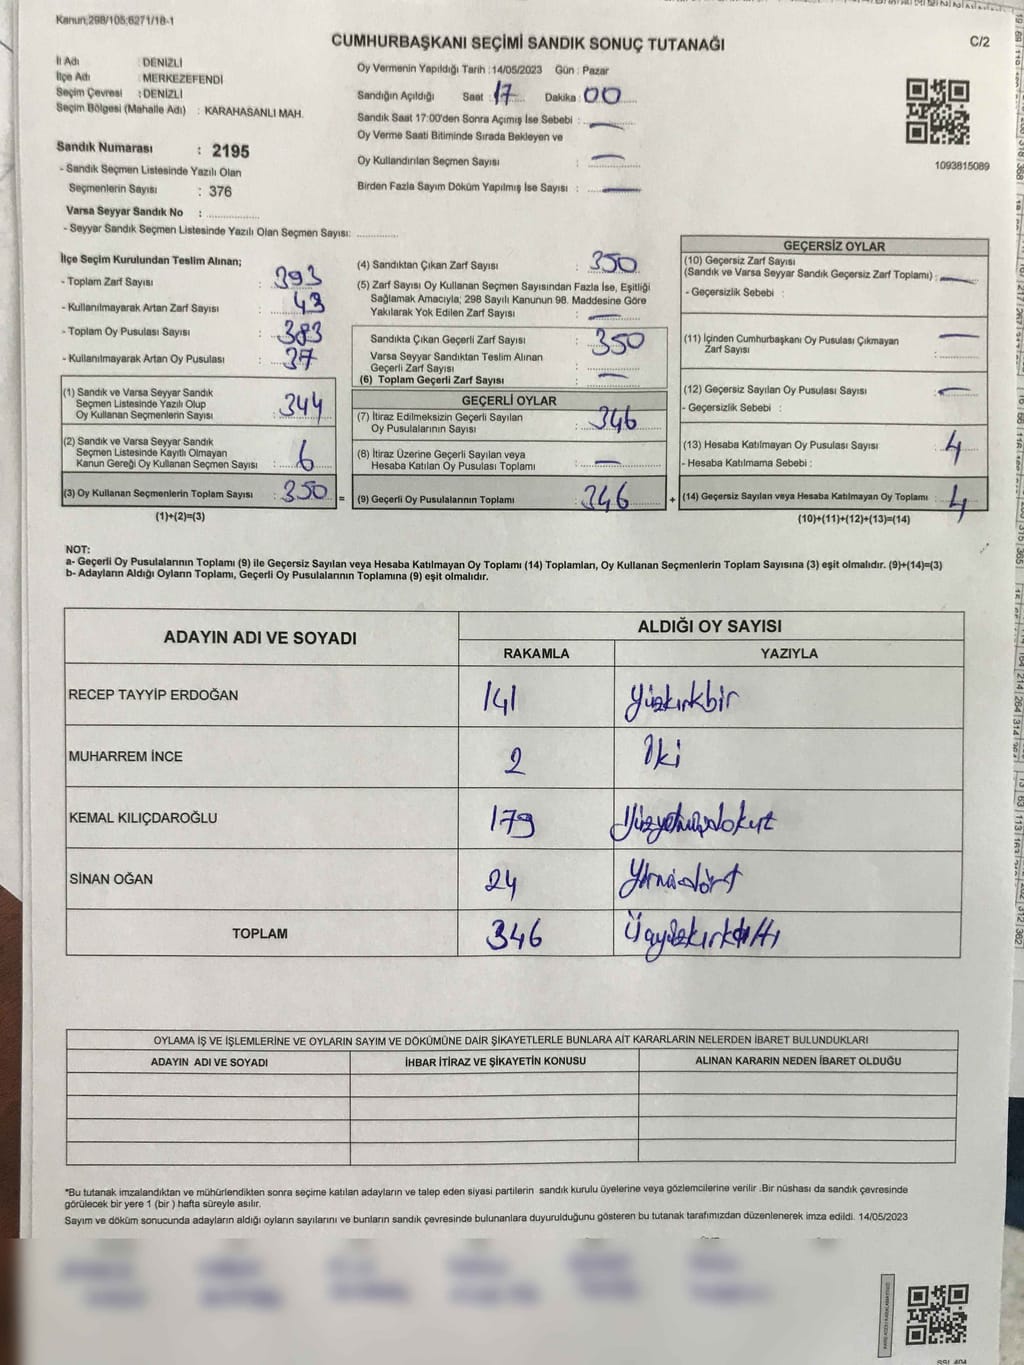 Kanun;298/105;6271/18-1
CUMHURBAŞKANI SEÇİMİ SANDIK SONUÇ TUTANAĞI
C/2
İl Adı : DENİZLİ
İlçe Adı : MERKEZEFENDİ
Seçim Çevresi : DENİZLİ
Seçim Bölgesi (Mahalle Adı) : KARAHASANLI MAH.
Sandık Numarası : 2195
- Sandık Seçmen Listesinde Yazılı Olan
Seçmenlerin Sayısı : 376
Varsa Seyyar Sandık No :
- Seyyar Sandık Seçmen Listesinde Yazılı Olan Seçmen Sayısı:
Oy Vermenin Yapıldığı Tarih : 14/05/2023 Gün : Pazar
Sandığın Açıldığı Saat : 17 Dakika : 00
Sandık Saat 17:00'den Sonra Açımış İse Sebebi : —
Oy Verme Saati Bitiminde Sırada Bekleyen ve
Oy Kullandırılan Seçmen Sayısı : —
Birden Fazla Sayım Döküm Yapılmış İse Sayısı : —
1093815089
İlçe Seçim Kurulundan Teslim Alınan;
- Toplam Zarf Sayısı : 393
- Kullanılmayarak Artan Zarf Sayısı : 43
- Toplam Oy Pusulası Sayısı : 383
- Kullanılmayarak Artan Oy Pusulası : 37
(1) Sandık ve Varsa Seyyar Sandık
Seçmen Listesinde Yazılı Olup
Oy Kullanan Seçmenlerin Sayısı : 344
(2) Sandık ve Varsa Seyyar Sandık
Seçmen Listesinde Kayıtlı Olmayan
Kanun Gereği Oy Kullanan Seçmen Sayısı : 6
(3) Oy Kullanan Seçmenlerin Toplam Sayısı : 350 =
(1)+(2)=(3)
(4) Sandıktan Çıkan Zarf Sayısı : 350
(5) Zarf Sayısı Oy Kullanan Seçmen Sayısından Fazla İse, Eşitliği
Sağlamak Amacıyla; 298 Sayılı Kanunun 98. Maddesine Göre
Yakılarak Yok Edilen Zarf Sayısı : —
Sandıkta Çıkan Geçerli Zarf Sayısı : 350
Varsa Seyyar Sandıktan Teslim Alınan
Geçerli Zarf Sayısı :
(6) Toplam Geçerli Zarf Sayısı : —
GEÇERLİ OYLAR
(7) İtiraz Edilmeksizin Geçerli Sayılan
Oy Pusulalarının Sayısı : 346
(8) İtiraz Üzerine Geçerli Sayılan veya
Hesaba Katılan Oy Pusulası Toplamı : —
(9) Geçerli Oy Pusulalarının Toplamı : 346 +
GEÇERSİZ OYLAR
(10) Geçersiz Zarf Sayısı
(Sandık ve Varsa Seyyar Sandık Geçersiz Zarf Toplamı) : —
- Geçersizlik Sebebi :
(11) İçinden Cumhurbaşkanı Oy Pusulası Çıkmayan
Zarf Sayısı : —
(12) Geçersiz Sayılan Oy Pusulası Sayısı : —
- Geçersizlik Sebebi :
(13) Hesaba Katılmayan Oy Pusulası Sayısı : 4
- Hesaba Katılmama Sebebi :
(14) Geçersiz Sayılan veya Hesaba Katılmayan Oy Toplamı : 4
(10)+(11)+(12)+(13)=(14)
NOT:
a- Geçerli Oy Pusulalarının Toplamı (9) ile Geçersiz Sayılan veya Hesaba Katılmayan Oy Toplamı (14) Toplamları, Oy Kullanan Seçmenlerin Toplam Sayısına (3) eşit olmalıdır. (9)+(14)=(3)
b- Adayların Aldığı Oyların Toplamı, Geçerli Oy Pusulalarının Toplamına (9) eşit olmalıdır.
ADAYIN ADI VE SOYADI ALDIĞI OY SAYISI
RAKAMLA YAZIYLA
RECEP TAYYİP ERDOĞAN 141 Yüzkırkbir
MUHARREM İNCE 2 İki
KEMAL KILIÇDAROĞLU 179
SİNAN OĞAN 24 Yirmidört
TOPLAM 346 Üçyüzkırkaltı
OYLAMA İŞ VE İŞLEMLERİNE VE OYLARIN SAYIM VE DÖKÜMÜNE DAİR ŞİKAYETLERLE BUNLARA AİT KARARLARIN NELERDEN İBARET BULUNDUKLARI
ADAYIN ADI VE SOYADI İHBAR İTİRAZ VE ŞİKAYETİN KONUSU ALINAN KARARIN NEDEN İBARET OLDUĞU
*Bu tutanak imzalandıktan ve mühürlendikten sonra seçime katılan adayların ve talep eden siyasi partilerin sandık kurulu üyelerine veya gözlemcilerine verilir .Bir nüshası da sandık çevresinde
görülecek bir yere 1 (bir ) hafta süreyle asılır.
Sayım ve döküm sonucunda adayların aldığı oyların sayılarını ve bunların sandık çevresinde bulunanlara duyurulduğunu gösteren bu tutanak tarafımızdan düzenlenerek imza edildi. 14/05/2023